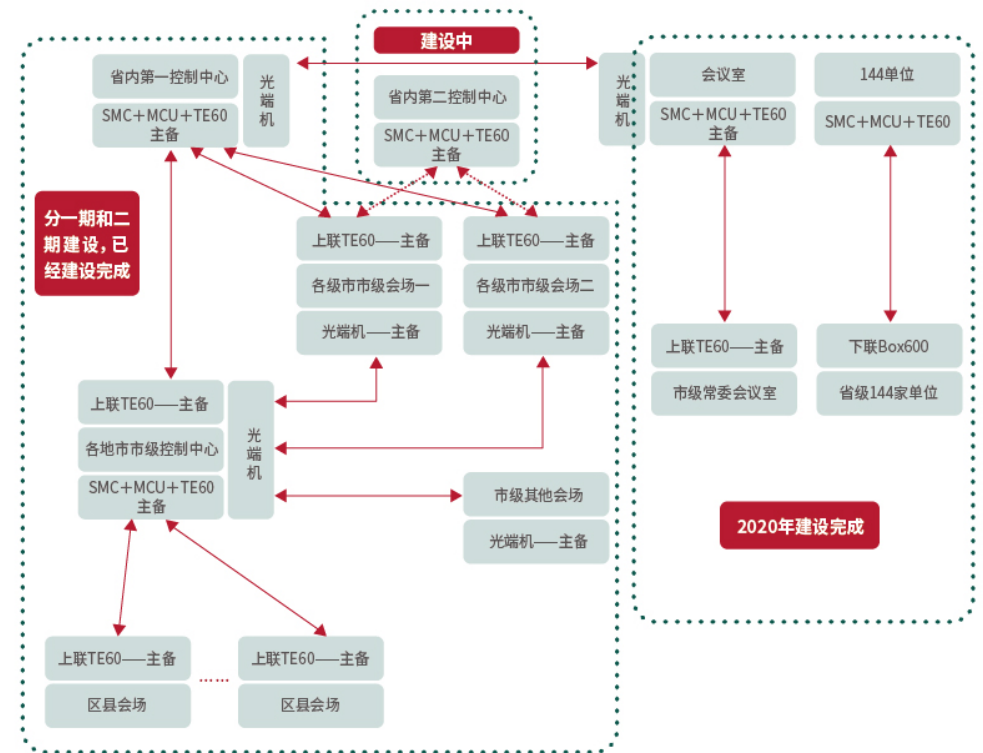 建设中
省内第一控制中心
SMC＋MCU＋TE60
主备
光端机
省内第二控制中心
SMC＋MCU＋TE60
主备
光端机
会议室
SMC＋MCU＋TE60
主备
144单位
SMC＋MCU＋TE60
分一期和二
期建设，已
经建设完成
上联TE60——主备
各级市市级会场一
光端机——主备
上联TE60——主备
各级市市级会场二
光端机——主备
上联TE60——主备
市级常委会议室
下联Box600
省级144家单位
上联TE60——主备
各地市市级控制中心
SMC＋MCU＋TE60
主备
光端机
市级其他会场
光端机——主备
2020年建设完成
上联TE60——主备
区县会场
……
上联TE60——主备
区县会场